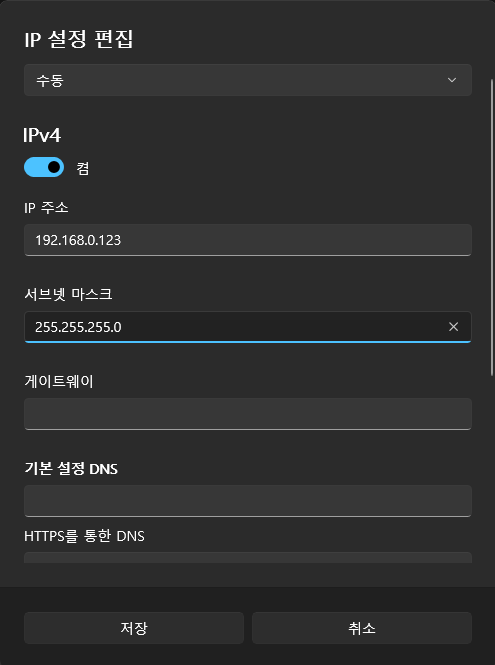 IP 설정 편집
수동
IPv4
켬
IP 주소
192.168.0.123
서브넷 마스크
255.255.255.0
게이트웨이
기본 설정 DNS
HTTPS를 통한 DNS
저장
취소